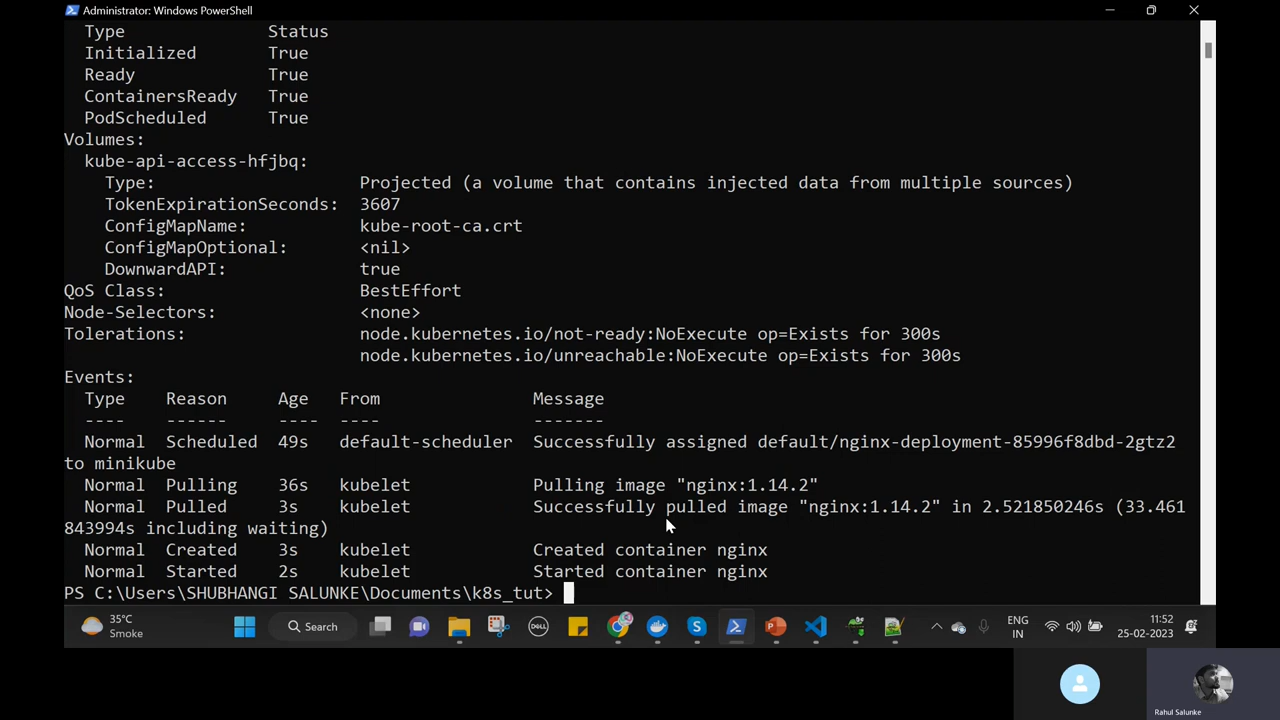 Administrator: Windows PowerShell
Type Status
Initialized True
Ready True
ContainersReady True
PodScheduled True
Volumes:
kube-api-access-hfjbq:
Type: Projected (a volume that contains injected data from multiple sources)
TokenExpirationSeconds: 3607
ConfigMapName: kube-root-ca.crt
ConfigMapOptional: <nil>
DownwardAPI: true
QoS Class: BestEffort
Node-Selectors: <none>
Tolerations: node.kubernetes.io/not-ready:NoExecute op=Exists for 300s
node.kubernetes.io/unreachable:NoExecute op=Exists for 300s
Events:
Type Reason Age From Message
---- ------ ---- ---- -------
Normal Scheduled 49s default-scheduler Successfully assigned default/nginx-deployment-85996f8dbd-2gtz2
to minikube
Normal Pulling 36s kubelet Pulling image "nginx:1.14.2"
Normal Pulled 3s kubelet Successfully pulled image "nginx:1.14.2" in 2.521850246s (33.461
843994s including waiting)
Normal Created 3s kubelet Created container nginx
Normal Started 2s kubelet Started container nginx
PS C:\Users\SHUBHANGI SALUNKE\Documents\k8s_tut>
35°C
Smoke
Search
DELL
ENG
IN
11:52
25-02-2023
Rahul Salunke